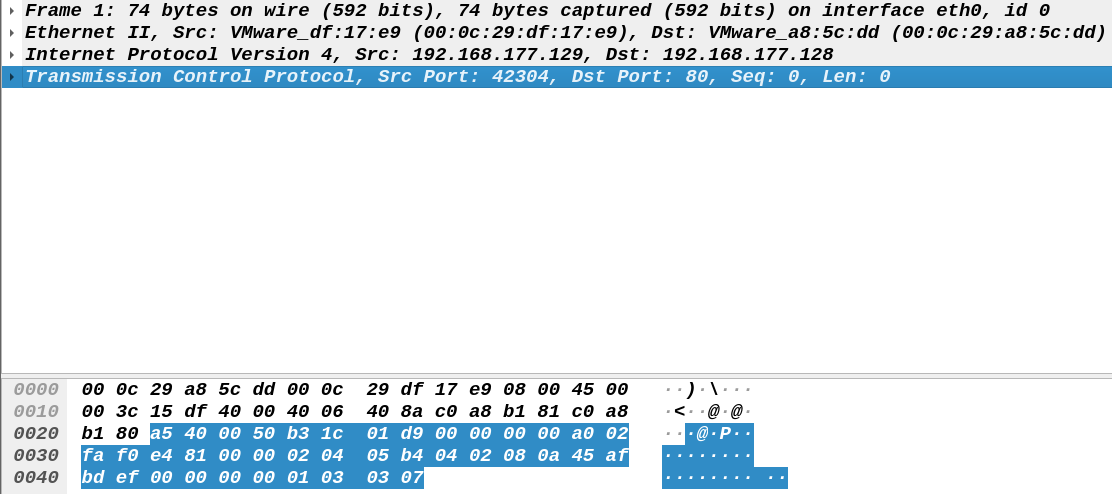 Frame 1: 74 bytes on wire (592 bits), 74 bytes captured (592 bits) on interface eth0, id 0
Ethernet II, Src: VMware_df:17:e9 (00:0c:29:df:17:e9), Dst: VMware_a8:5c:dd (00:0c:29:a8:5c:dd)
Internet Protocol Version 4, Src: 192.168.177.129, Dst: 192.168.177.128
Transmission Control Protocol, Src Port: 42304, Dst Port: 80, Seq: 0, Len: 0
0000 00 0c 29 a8 5c dd 00 0c 29 df 17 e9 08 00 45 00 ··)·\···
0010 00 3c 15 df 40 00 40 06 40 8a c0 a8 b1 81 c0 a8 ·<··@·@·
0020 b1 80 a5 40 00 50 b3 1c 01 d9 00 00 00 00 a0 02 ···@·P··
0030 fa f0 e4 81 00 00 02 04 05 b4 04 02 08 0a 45 af ········
0040 bd ef 00 00 00 00 01 03 03 07 ········ ··